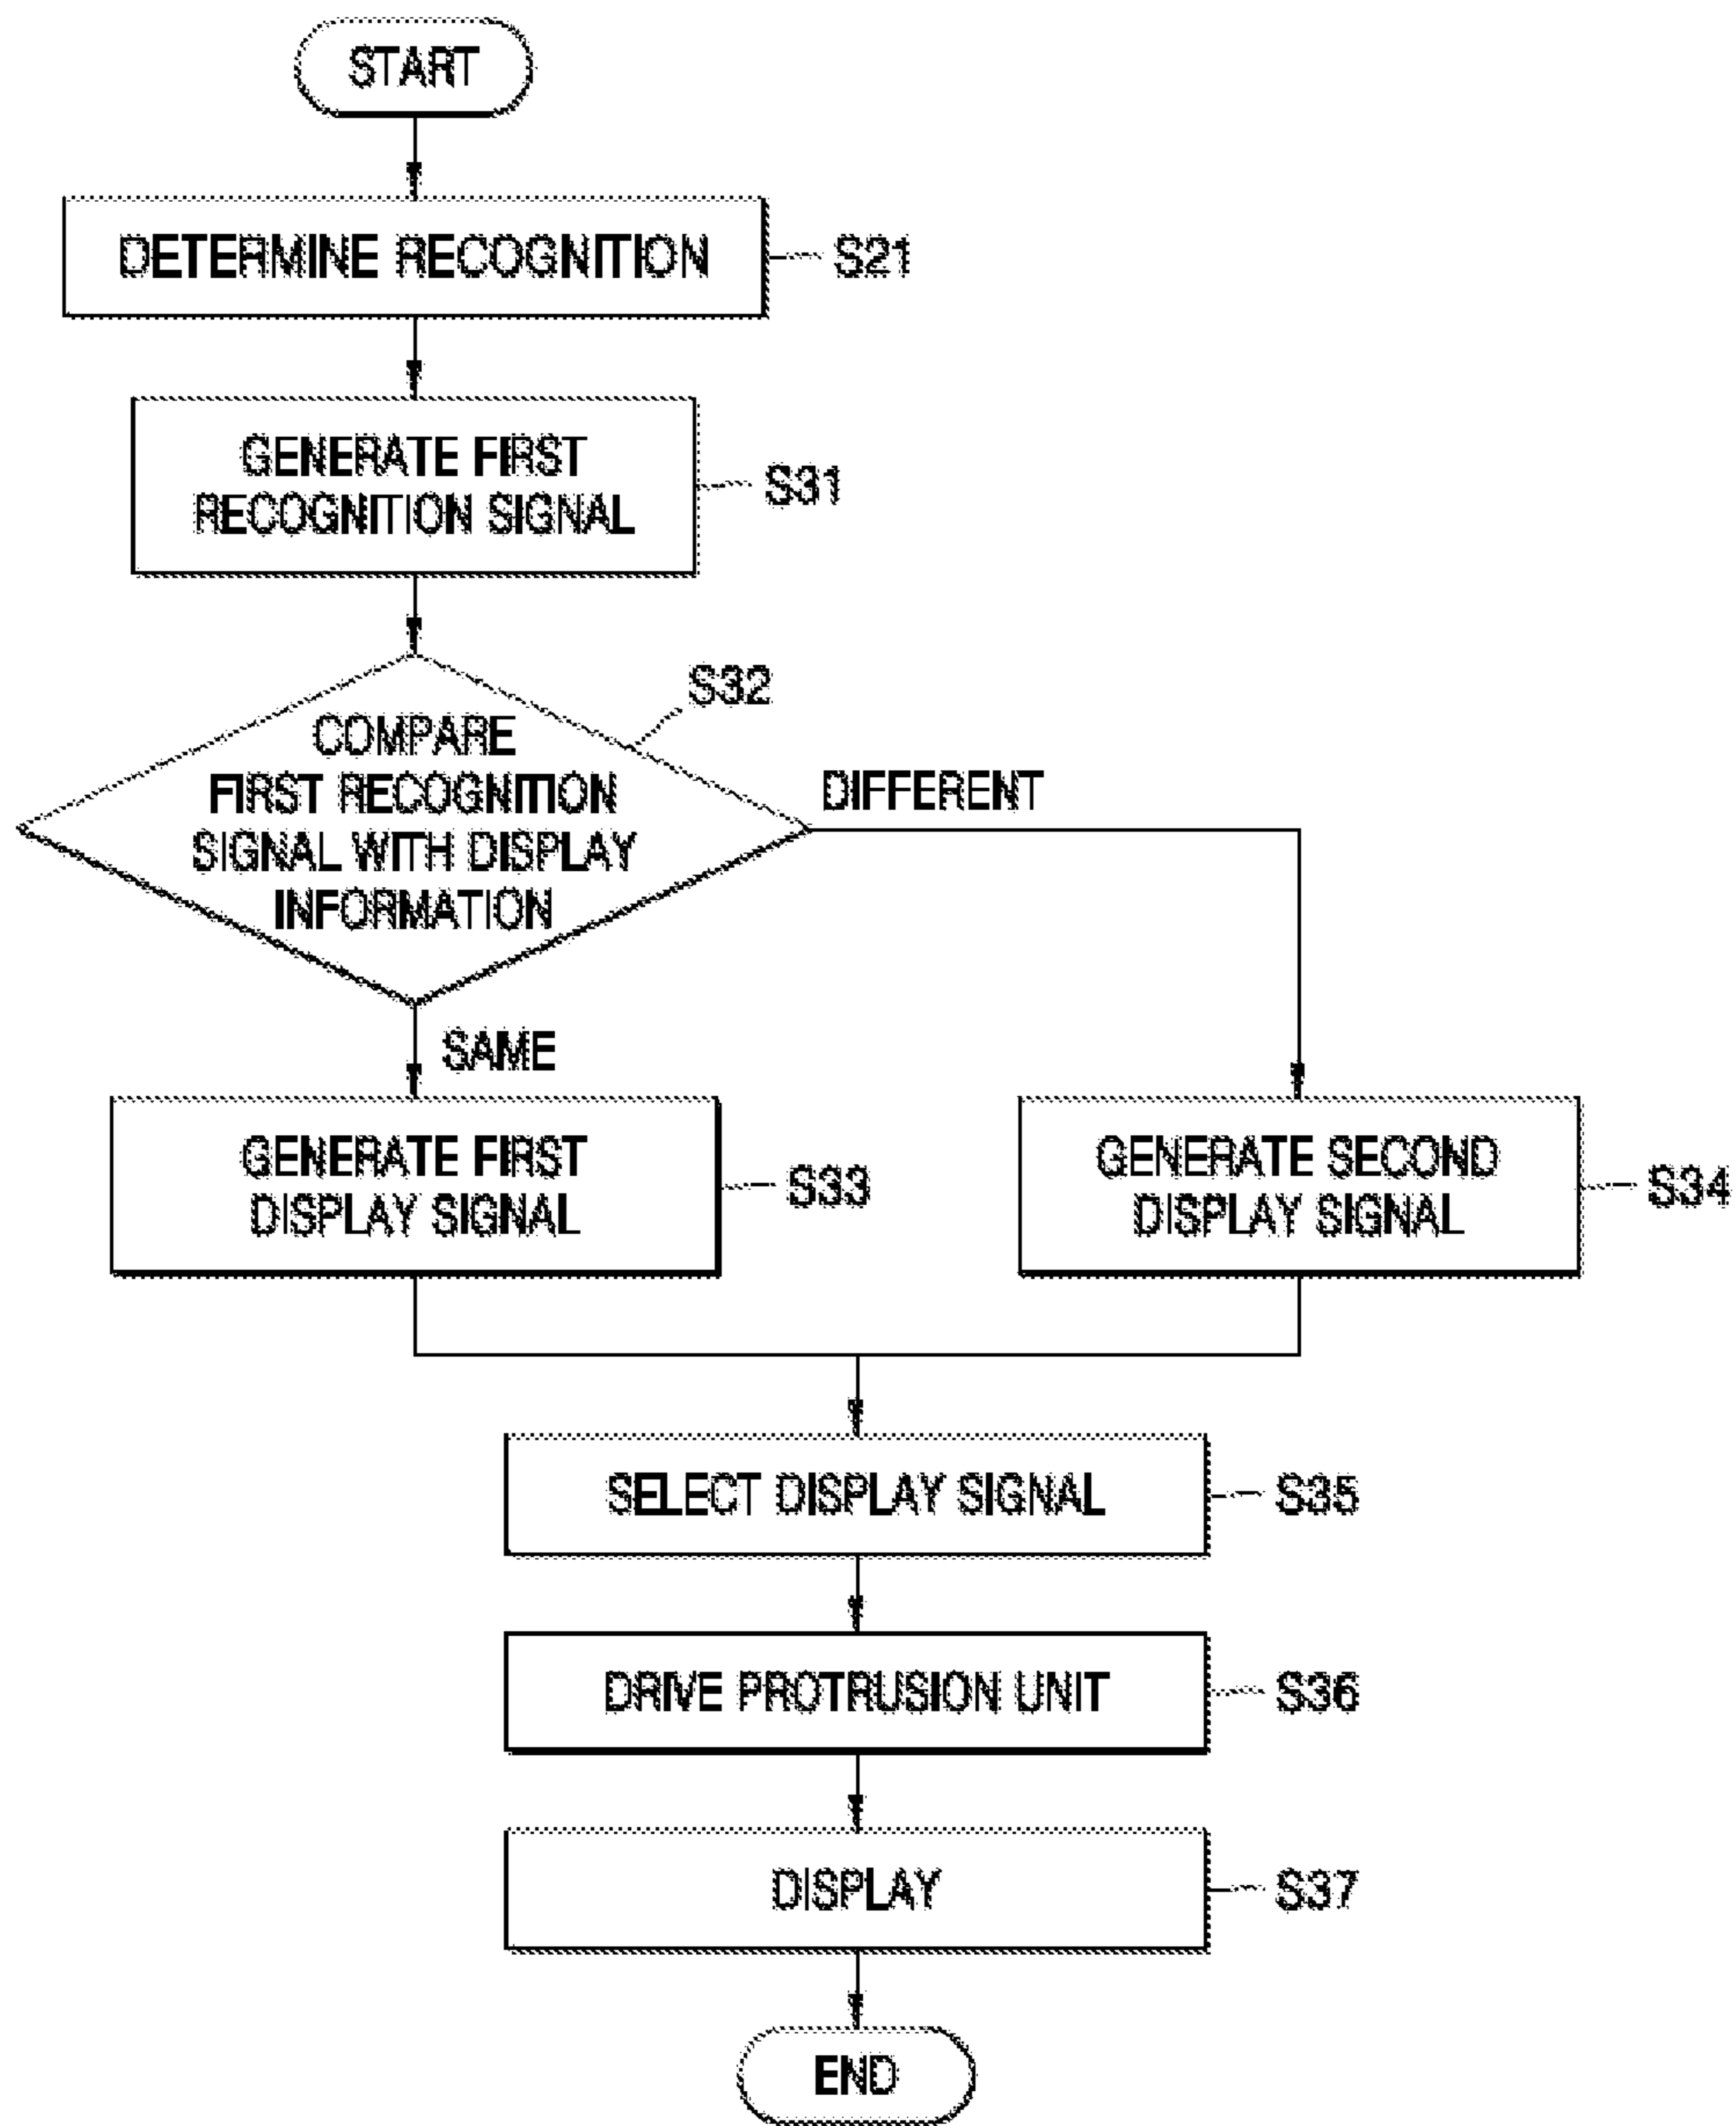 START
DETERMINE RECOGNITION
S21
GENERATE FIRST
RECOGNITION SIGNAL
S31
S32
COMPARE
FIRST RECOGNITION
SIGNAL WITH DISPLAY
INFORMATION
DIFFERENT
SAME
GENERATE FIRST
DISPLAY SIGNAL
S33
GENERATE SECOND
DISPLAY SIGNAL
S34
SELECT DISPLAY SIGNAL
S35
DRIVE PROTRUSION UNIT
S36
DISPLAY
S37
END